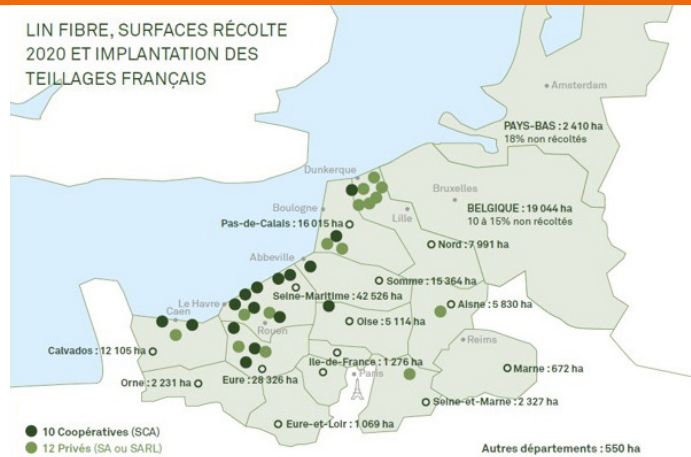 LIN FIBRE, SURFACES RÉCOLTE
2020 ET IMPLANTATION DES
TEILLAGES FRANÇAIS
Amsterdam
PAYS-BAS : 2 410 ha
18% non récoltés
Dunkerque
Bruxelles
Boulogne
Lille
BELGIQUE : 19 044 ha
10 à 15% non récoltés
Pas-de-Calais : 16 015 ha
Nord : 7 991 ha
Abbeville
Somme : 15 364 ha
Seine-Maritime : 42 526 ha
Le Havre
Aisne : 5 830 ha
Caen
Rouen
Oise : 5 114 ha
Reims
Calvados : 12 105 ha
Ile-de-France : 1 276 ha
Marne : 672 ha
Paris
Orne : 2 231 ha
Eure : 28 326 ha
Seine-et-Marne : 2 327 ha
Eure-et-Loir : 1 069 ha
10 Coopératives (SCA)
12 Privés (SA ou SARL)
Autres départements : 550 ha